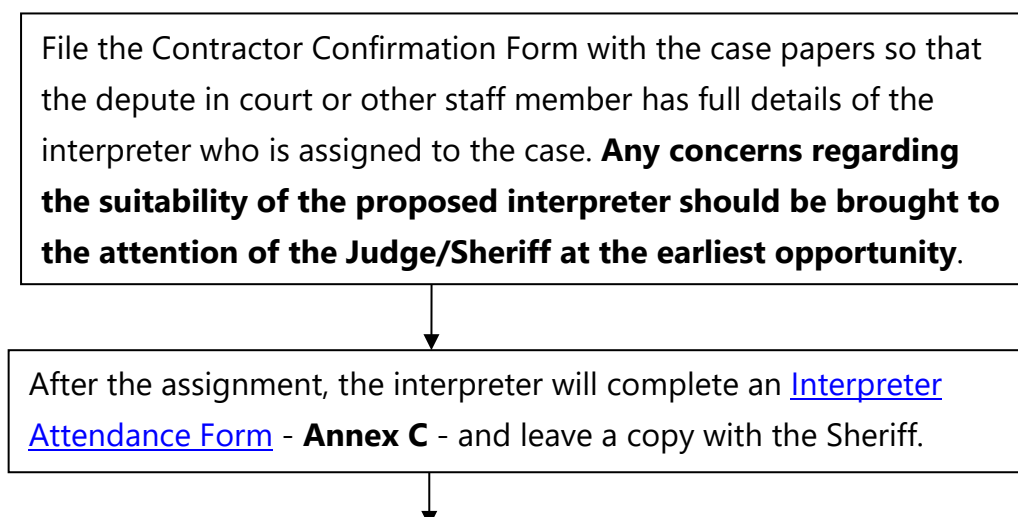 File the Contractor Confirmation Form with the case papers so that
the depute in court or other staff member has full details of the
interpreter who is assigned to the case. Any concerns regarding
the suitability of the proposed interpreter should be brought to
the attention of the Judge/Sheriff at the earliest opportunity.
After the assignment, the interpreter will complete an Interpreter
Attendance Form - Annex C - and leave a copy with the Sheriff.